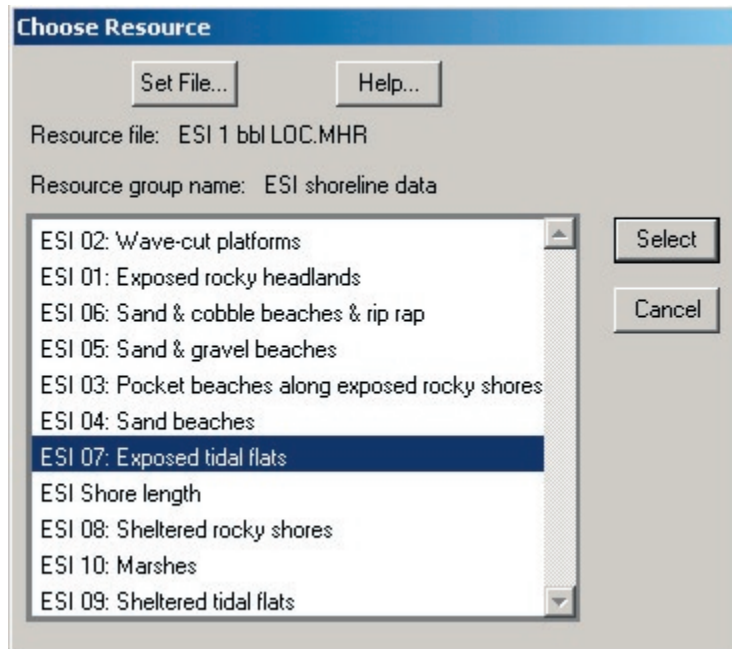 Choose Resource
Set File... Help...
Resource file: ESI 1 bbl LOC.MHR
Resource group name: ESI shoreline data
ESI 02: Wave-cut platforms
ESI 01: Exposed rocky headlands
ESI 06: Sand & cobble beaches & rip rap
ESI 05: Sand & gravel beaches
ESI 03: Pocket beaches along exposed rocky shores
ESI 04: Sand beaches
ESI 07: Exposed tidal flats
ESI Shore length
ESI 08: Sheltered rocky shores
ESI 10: Marshes
ESI 09: Sheltered tidal flats
Select
Cancel